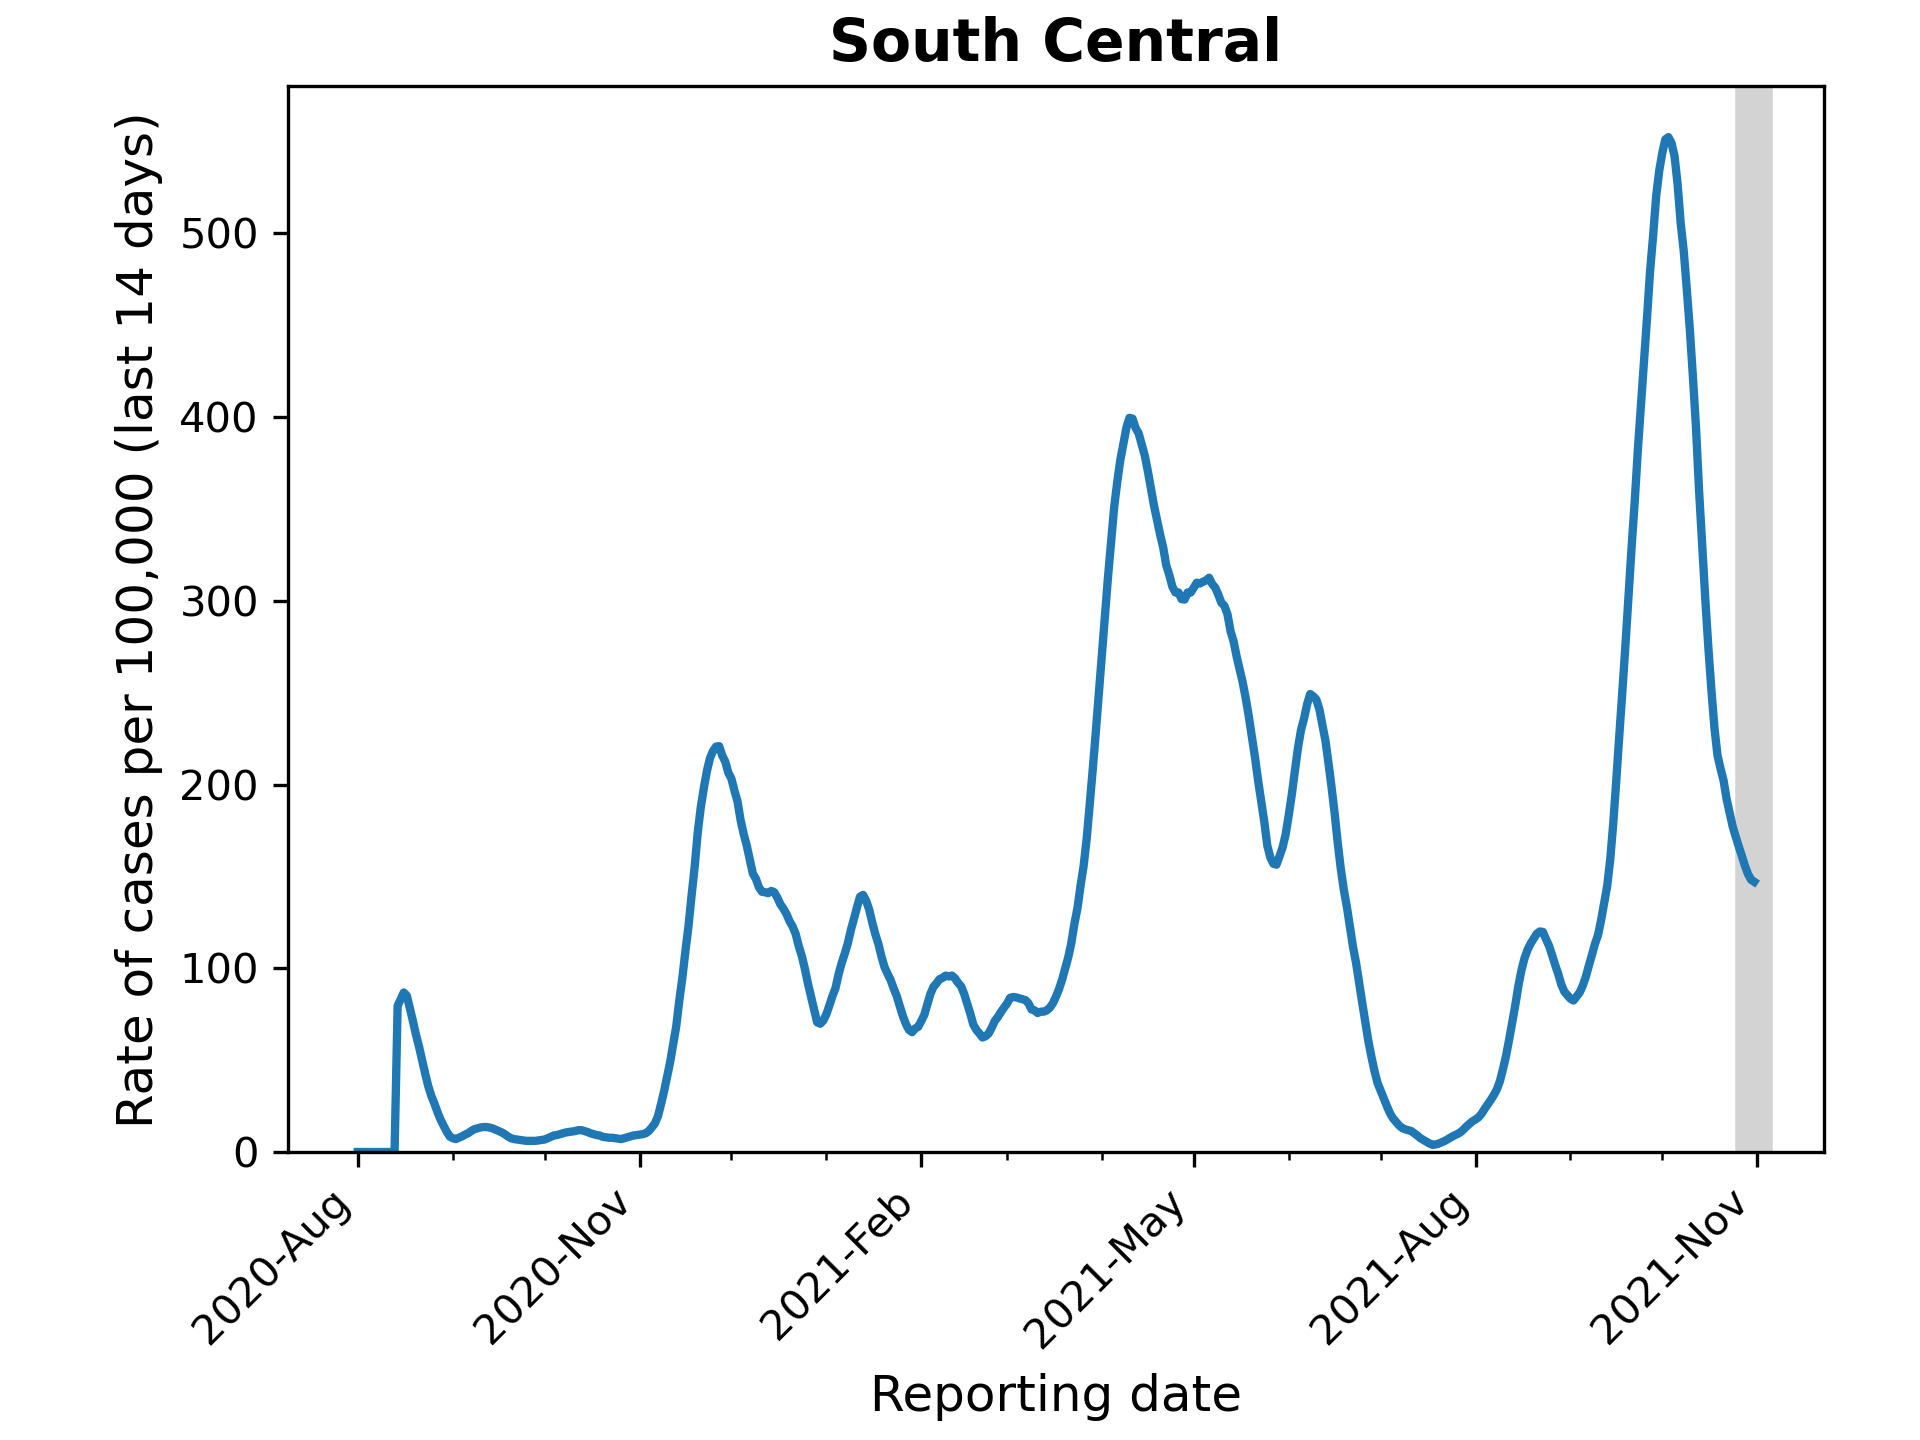 South Central
Rate of cases per 100,000 (last 14 days)
500
400
300
200
100
0
2020-Aug
2020-Nov
2021-Feb
2021-May
2021-Aug
2021-Nov
Reporting date